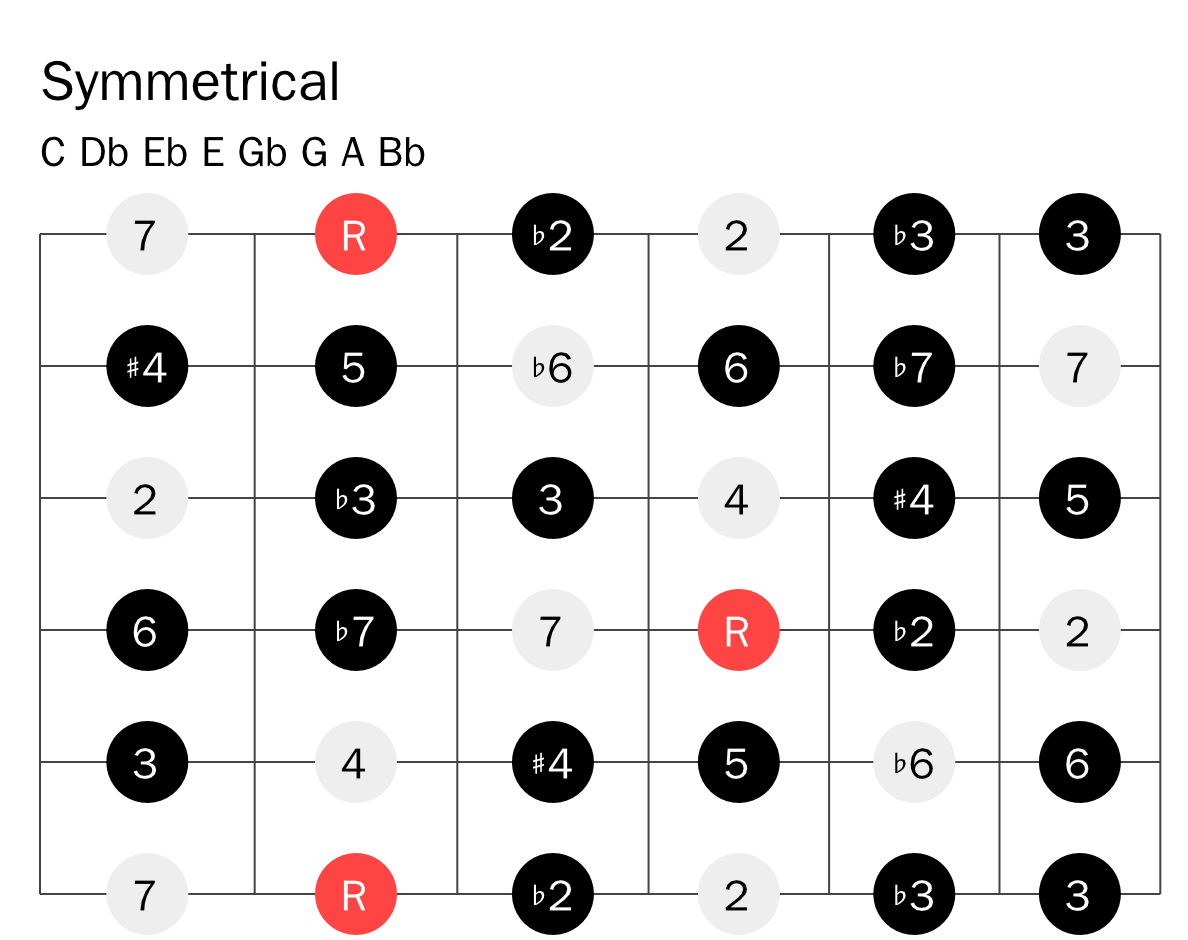 Symmetrical
C Db Eb E Gb G A Bb
7 R ♭2 2 ♭3 3
♯4 5 ♭6 6 ♭7 7
2 ♭3 3 4 ♯4 5
6 ♭7 7 R ♭2 2
3 4 ♯4 5 ♭6 6
7 R ♭2 2 ♭3 3